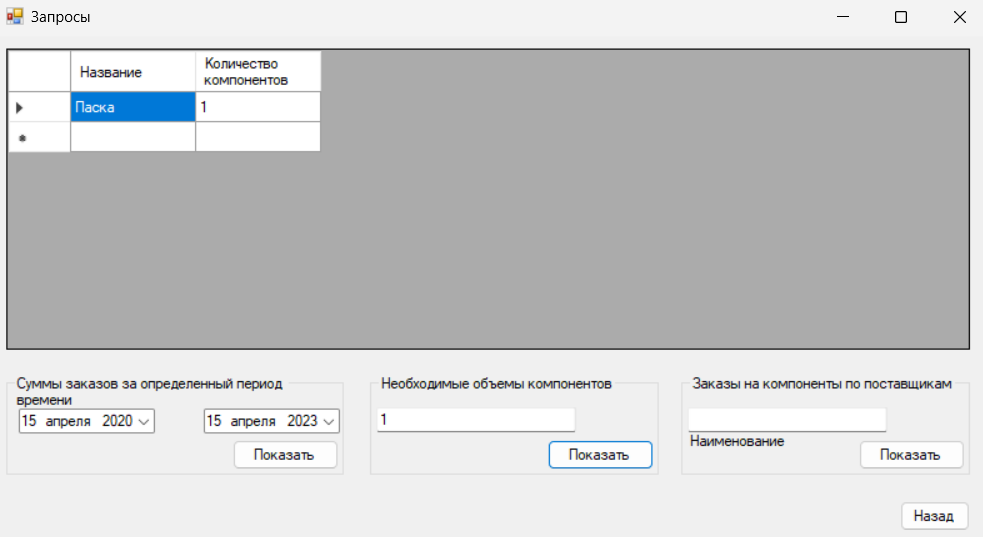 Запросы
Название
Количество
компонентов
Паска
1
Суммы заказов за определенный период
времени
15 апреля 2020
15 апреля 2023
Показать
Необходимые объемы компонентов
1
Показать
Заказы на компоненты по поставщикам
Наименование
Показать
Назад